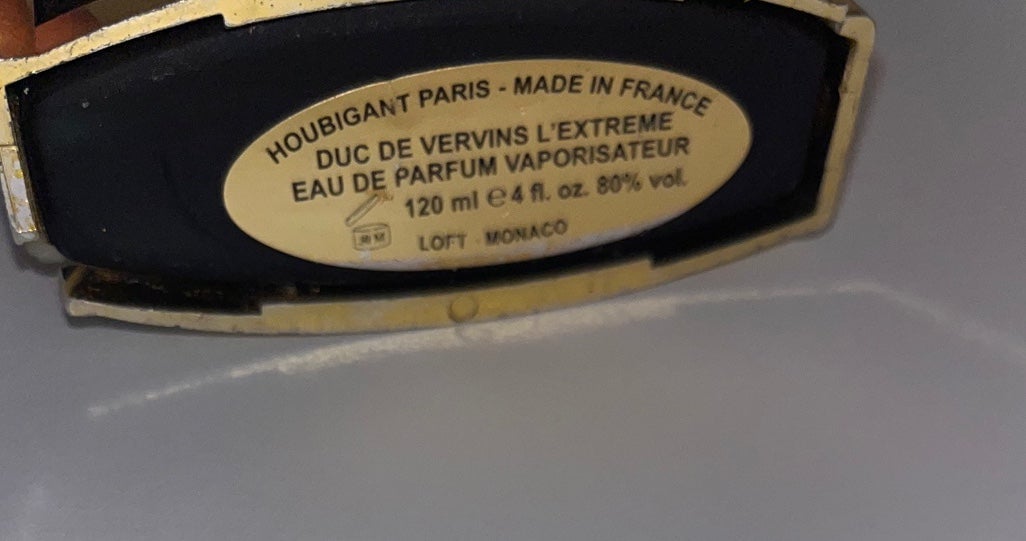 HOUBIGANT PARIS - MADE IN FRANCE
DUC DE VERVINS L'EXTREME
EAU DE PARFUM VAPORISATEUR
120 ml ℮ 4 fl. oz. 80% vol.
LOFT - MONACO